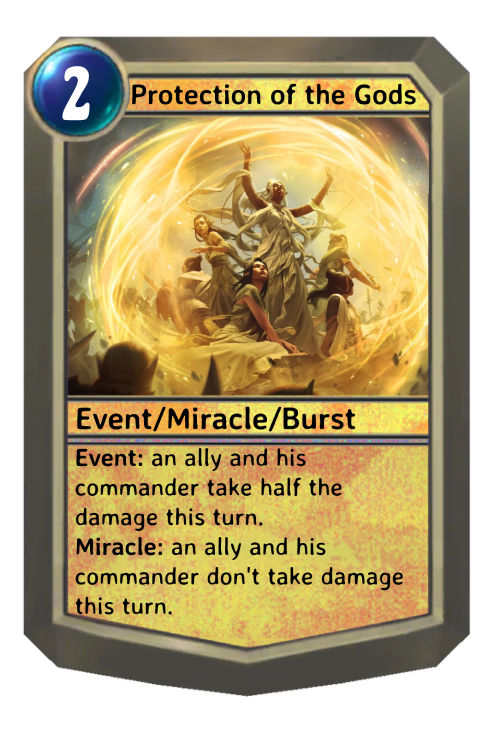 2
Protection of the Gods
Event/Miracle/Burst
Event: an ally and his
commander take half the
damage this turn.
Miracle: an ally and his
commander don't take damage
this turn.